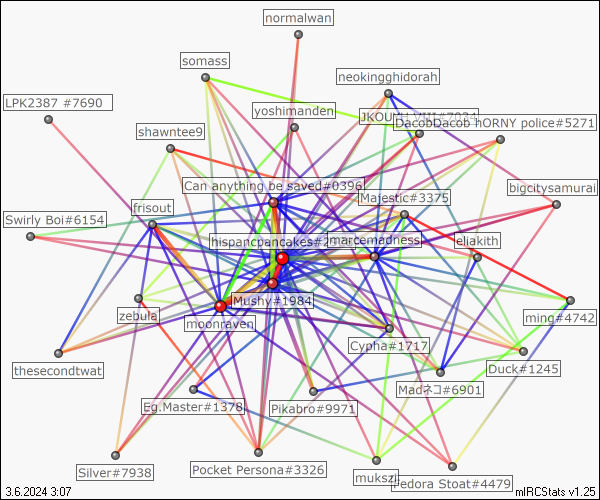 normalwan
somass
neokingghidorah
LPK2387 #7690
yoshimanden
DacobDacob
hORNY police#5271
shawntee9
Can anything be saved#0396
Majestic#3375
bigcitysamurai
frisout
Swirly Boi#6154
hispancpancakes#2
marcemadness
eliakith
Mushy#1984
zebula
moonraven
ming#4742
Cypha#1717
thesecondtwat
Duck#1245
Madネコ#6901
Eg.Master#1378
Pikabro#9971
Silver#7938
Pocket Persona#3326
mukszi
Fedora Stoat#4479
3.6.2024 3:07
mIRCStats v1.25